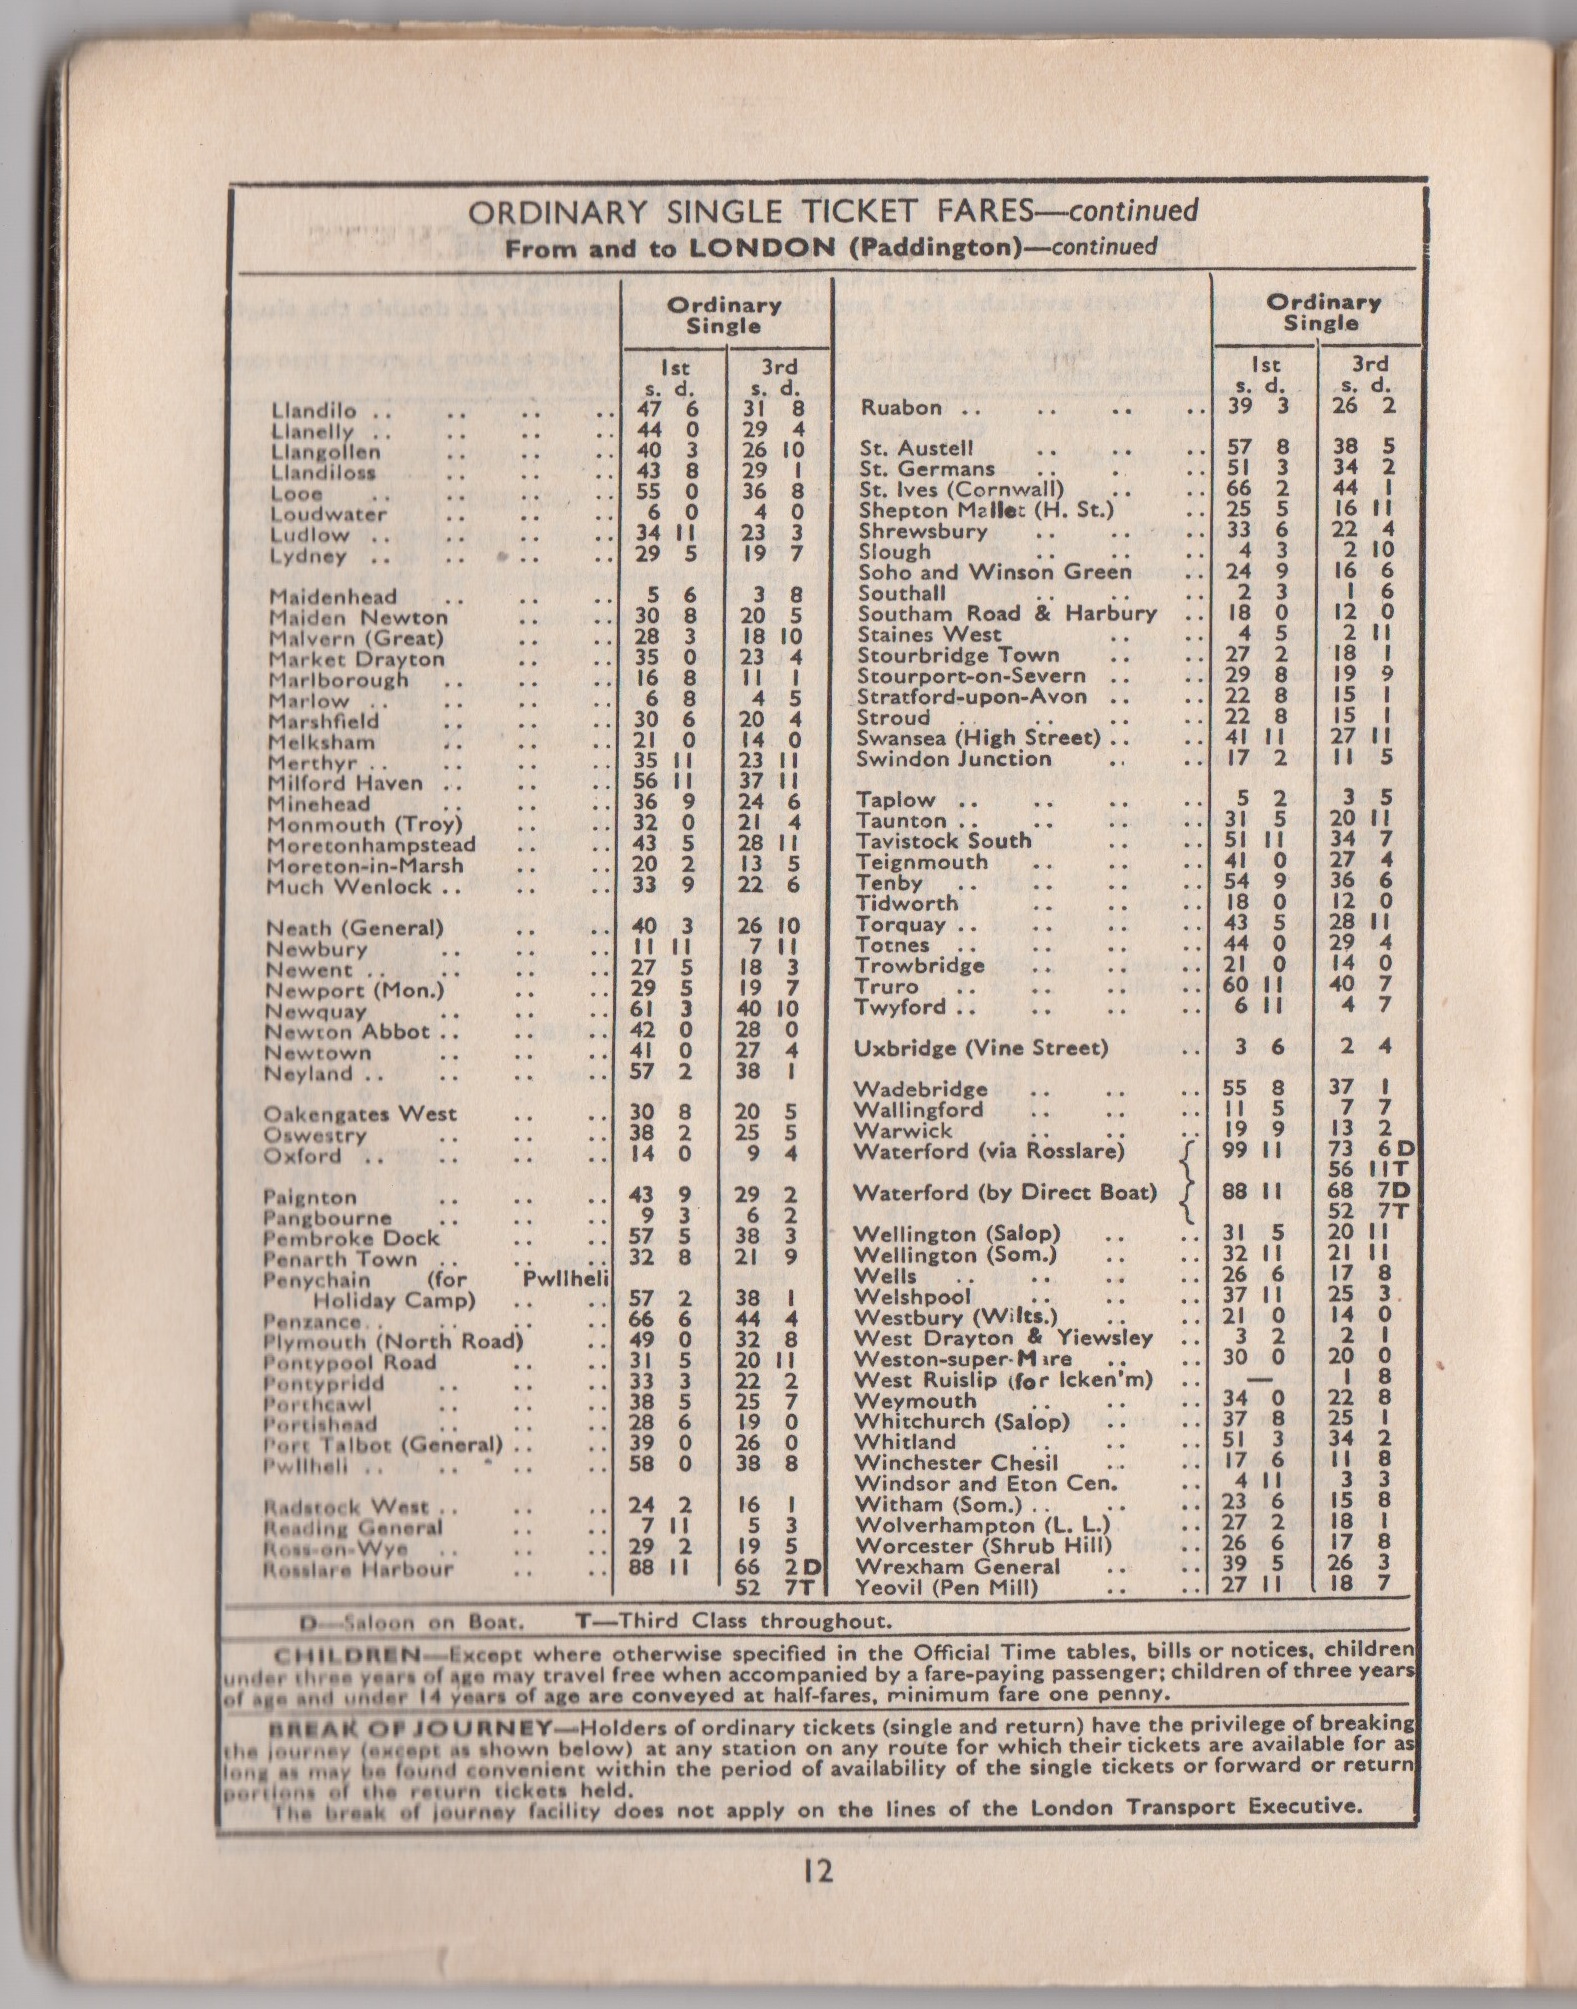 ORDINARY SINGLE TICKET FARES—continued
From and to LONDON (Paddington)—continued
Ordinary
Single
1st 3rd
s. d. s. d.
Llandilo .. .. .. .. 47 6 31 8
Llanelly .. .. .. .. 44 0 29 4
Llangollen .. .. .. 40 3 26 10
Llandiloss .. .. .. 43 8 29 1
Looe .. .. .. .. 55 0 36 8
Loudwater .. .. .. 6 0 4 0
Ludlow .. .. .. .. 34 11 23 3
Lydney .. .. .. .. 29 5 19 7
Maidenhead .. .. .. 5 6 3 8
Maiden Newton .. .. 30 8 20 5
Malvern (Great) .. .. 28 3 18 10
Market Drayton .. .. 35 0 23 4
Marlborough .. .. .. 16 8 11 1
Marlow .. .. .. .. 6 8 4 5
Marshfield .. .. .. 30 6 20 4
Melksham .. .. .. 21 0 14 0
Merthyr .. .. .. .. 35 11 23 11
Milford Haven .. .. .. 56 11 37 11
Minehead .. .. .. 36 9 24 6
Monmouth (Troy) .. .. 32 0 21 4
Moretonhampstead .. .. 43 5 28 11
Moreton-in-Marsh .. .. 20 2 13 5
Much Wenlock .. .. .. 33 9 22 6
Neath (General) .. .. 40 3 26 10
Newbury .. .. .. 11 11 7 11
Newent .. .. .. .. 27 5 18 3
Newport (Mon.) .. .. 29 5 19 7
Newquay .. .. .. 61 3 40 10
Newton Abbot .. .. .. 42 0 28 0
Newtown .. .. .. 41 0 27 4
Neyland .. .. .. .. 57 2 38 1
Oakengates West .. .. 30 8 20 5
Oswestry .. .. .. 38 2 25 5
Oxford .. .. .. .. 14 0 9 4
Paignton .. .. .. 43 9 29 2
Pangbourne .. .. .. 9 3 6 2
Pembroke Dock .. .. 57 5 38 3
Penarth Town .. .. .. 32 8 21 9
Penychain (for Pwllheli
Holiday Camp) .. .. 57 2 38 1
Penzance .. .. .. .. 66 6 44 4
Plymouth (North Road) .. 49 0 32 8
Pontypool Road .. .. 31 5 20 11
Pontypridd .. .. .. 33 3 22 2
Porthcawl .. .. .. 38 5 25 7
Portishead .. .. .. 28 6 19 0
Port Talbot (General) .. .. 39 0 26 0
Pwllheli .. .. .. .. 58 0 38 8
Radstock West .. .. .. 24 2 16 1
Reading General .. .. 7 11 5 3
Ross-on-Wye .. .. .. 29 2 19 5
Rosslare Harbour .. .. 88 11 66 2D
52 7T
Ordinary
Single
1st 3rd
s. d. s. d.
Ruabon .. .. .. .. 39 3 26 2
St. Austell .. .. .. 57 8 38 5
St. Germans .. . .. 51 3 34 2
St. Ives (Cornwall) .. .. 66 2 44 1
Shepton Mallet (H. St.) .. 25 5 16 11
Shrewsbury .. .. .. 33 6 22 4
Slough .. .. .. 4 3 2 10
Soho and Winson Green .. 24 9 16 6
Southall .. .. .. 2 3 1 6
Southam Road & Harbury .. 18 0 12 0
Staines West .. .. 4 5 2 11
Stourbridge Town .. .. 27 2 18 1
Stourport-on-Severn .. .. 29 8 19 9
Stratford-upon-Avon .. .. 22 8 15 1
Stroud .. .. .. .. 22 8 15 1
Swansea (High Street) .. .. 41 11 27 11
Swindon Junction .. .. 17 2 11 5
Taplow .. .. .. .. 5 2 3 5
Taunton .. .. .. .. 31 5 20 11
Tavistock South .. .. 51 11 34 7
Teignmouth .. .. .. 41 0 27 4
Tenby .. .. .. .. 54 9 36 6
Tidworth .. .. .. 18 0 12 0
Torquay .. .. .. .. 43 5 28 11
Totnes .. .. .. .. 44 0 29 4
Trowbridge .. .. .. 21 0 14 0
Truro .. .. .. .. 60 11 40 7
Twyford .. .. .. .. 6 11 4 7
Uxbridge (Vine Street) .. 3 6 2 4
Wadebridge .. .. .. 55 8 37 1
Wallingford .. .. .. 11 5 7 7
Warwick .. .. .. 19 9 13 2
Waterford (via Rosslare) { 99 11 73 6D
56 11T
Waterford (by Direct Boat) { 88 11 68 7D
52 7T
Wellington (Salop) .. .. 31 5 20 11
Wellington (Som.) .. .. 32 11 21 11
Wells .. .. .. .. 26 6 17 8
Welshpool .. .. .. 37 11 25 3
Westbury (Wilts.) .. .. 21 0 14 0
West Drayton & Yiewsley .. 3 2 2 1
Weston-super-Mare .. .. 30 0 20 0
West Ruislip (for Icken'm) .. — 1 8
Weymouth .. .. .. 34 0 22 8
Whitchurch (Salop) .. .. 37 8 25 1
Whitland .. .. .. 51 3 34 2
Winchester Chesil .. .. 17 6 11 8
Windsor and Eton Cen. 4 11 3 3
Witham (Som.) .. .. .. 23 6 15 8
Wolverhampton (L. L.) .. 27 2 18 1
Worcester (Shrub Hill) .. 26 6 17 8
Wrexham General .. .. 39 5 26 3
Yeovil (Pen Mill) .. .. 27 11 18 7
D—Saloon on Boat. T—Third Class throughout.
CHILDREN—Except where otherwise specified in the Official Time tables, bills or notices, children
under three years of age may travel free when accompanied by a fare-paying passenger; children of three years
of age and under 14 years of age are conveyed at half-fares, minimum fare one penny.
BREAK OF JOURNEY—Holders of ordinary tickets (single and return) have the privilege of breaking
the journey (except as shown below) at any station on any route for which their tickets are available for as
long as may be found convenient within the period of availability of the single tickets or forward or return
portions of the return tickets held.
The break of journey facility does not apply on the lines of the London Transport Executive.
12